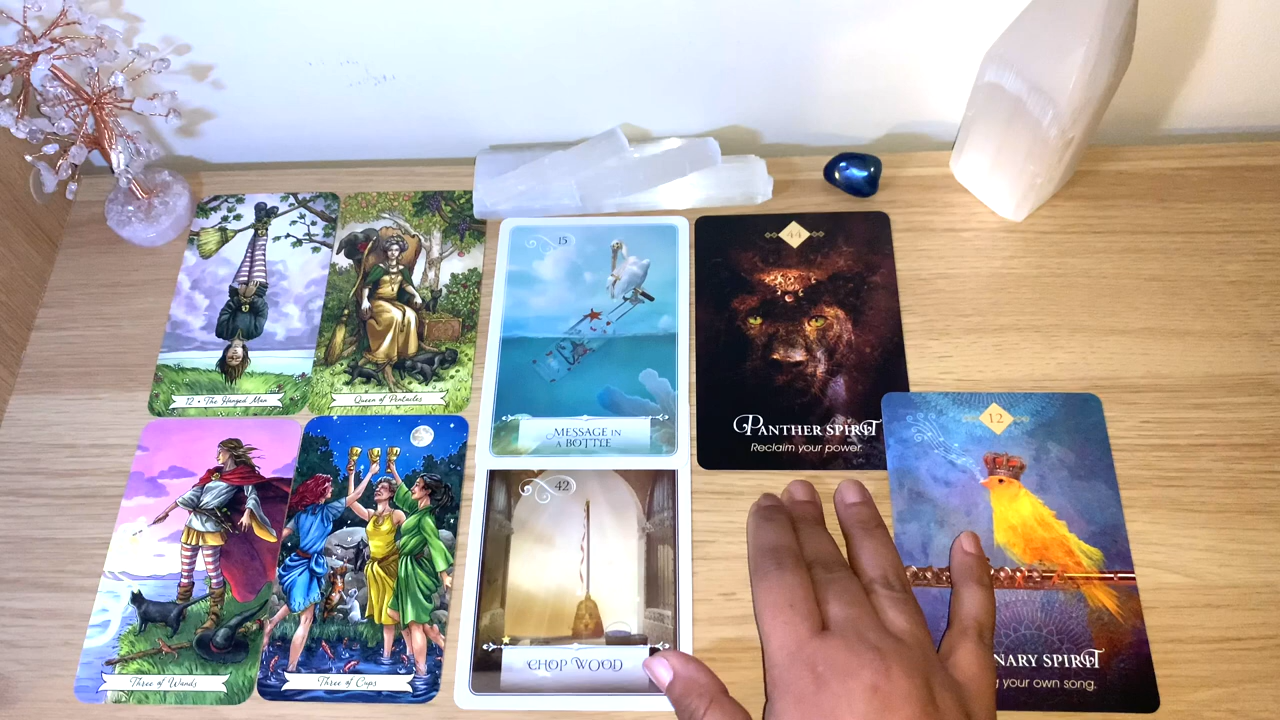 12 • The Hanged Man
Queen of Pentacles
Three of Wands
Three of Cups
15
MESSAGE IN
A BOTTLE
42
CHOP WOOD
44
PANTHER SPIRIT
Reclaim your power.
12
NARY SPIRIT
your own song.